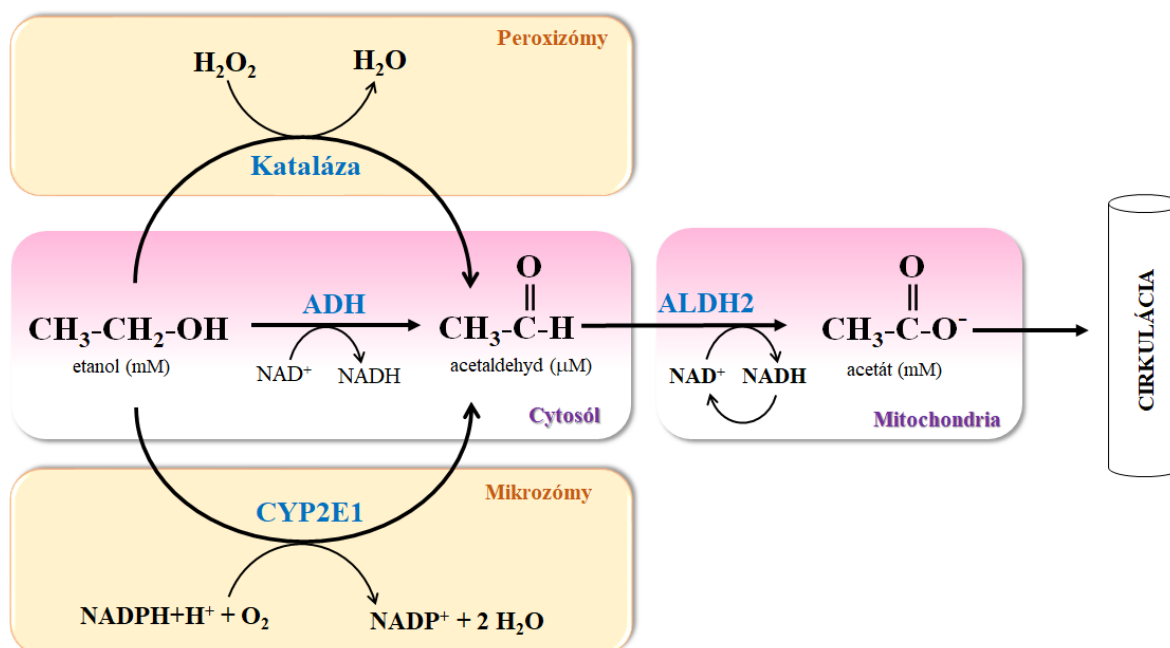 Peroxizómy
H₂O₂ H₂O
Kataláza
CH₃-CH₂-OH
etanol (mM)
ADH
NAD⁺ NADH
O
CH₃-C-H
acetaldehyd (μM)
Cytosól
ALDH2
NAD⁺ NADH
O
CH₃-C-O⁻
acetát (mM)
Mitochondria
CIRKULÁCIA
Mikrozómy
CYP2E1
NADPH+H⁺ + O₂ NADP⁺ + 2 H₂O